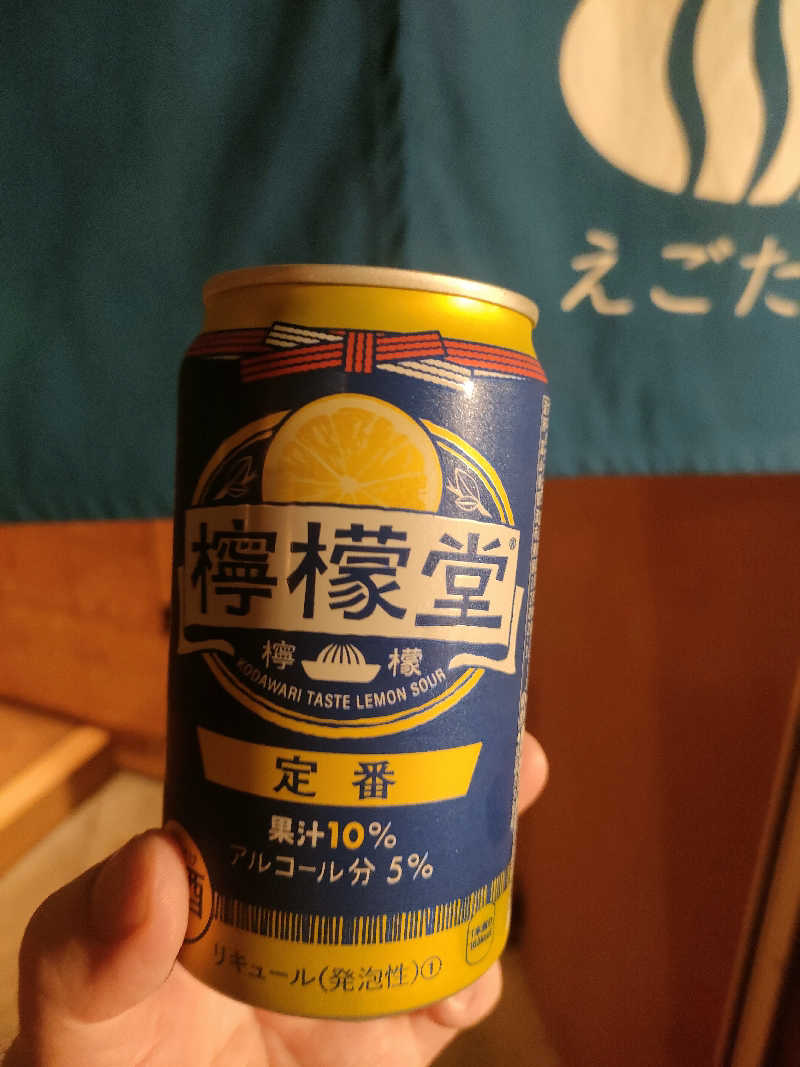 えごた
檸檬堂®
檸 檬
KODAWARI TASTE LEMON SOUR
定番
果汁10%
アルコール分 5%
酒
リキュール(発泡性)①